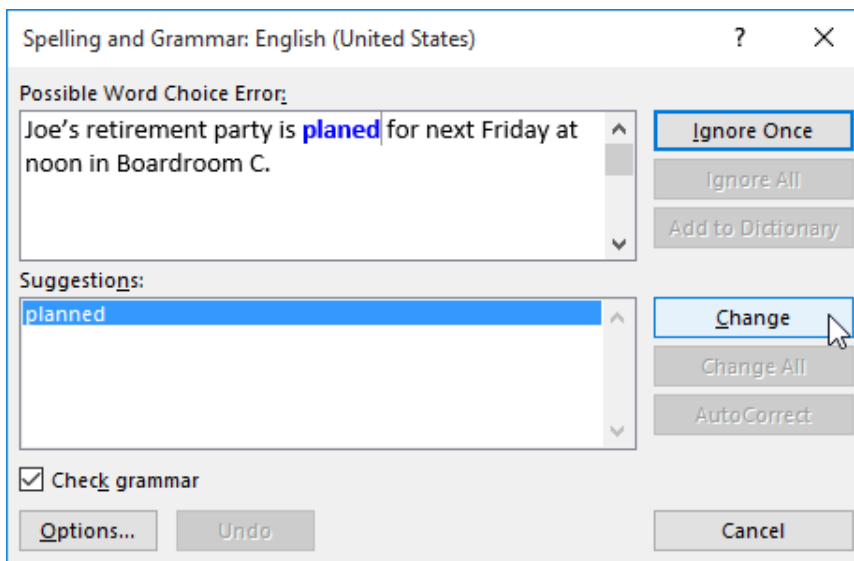 Spelling and Grammar: English (United States)
?
Possible Word Choice Error:
Joe’s retirement party is planed for next Friday at
noon in Boardroom C.
Ignore Once
Ignore All
Add to Dictionary
Suggestions:
planned
Change
Change All
AutoCorrect
Check grammar
Options...
Undo
Cancel